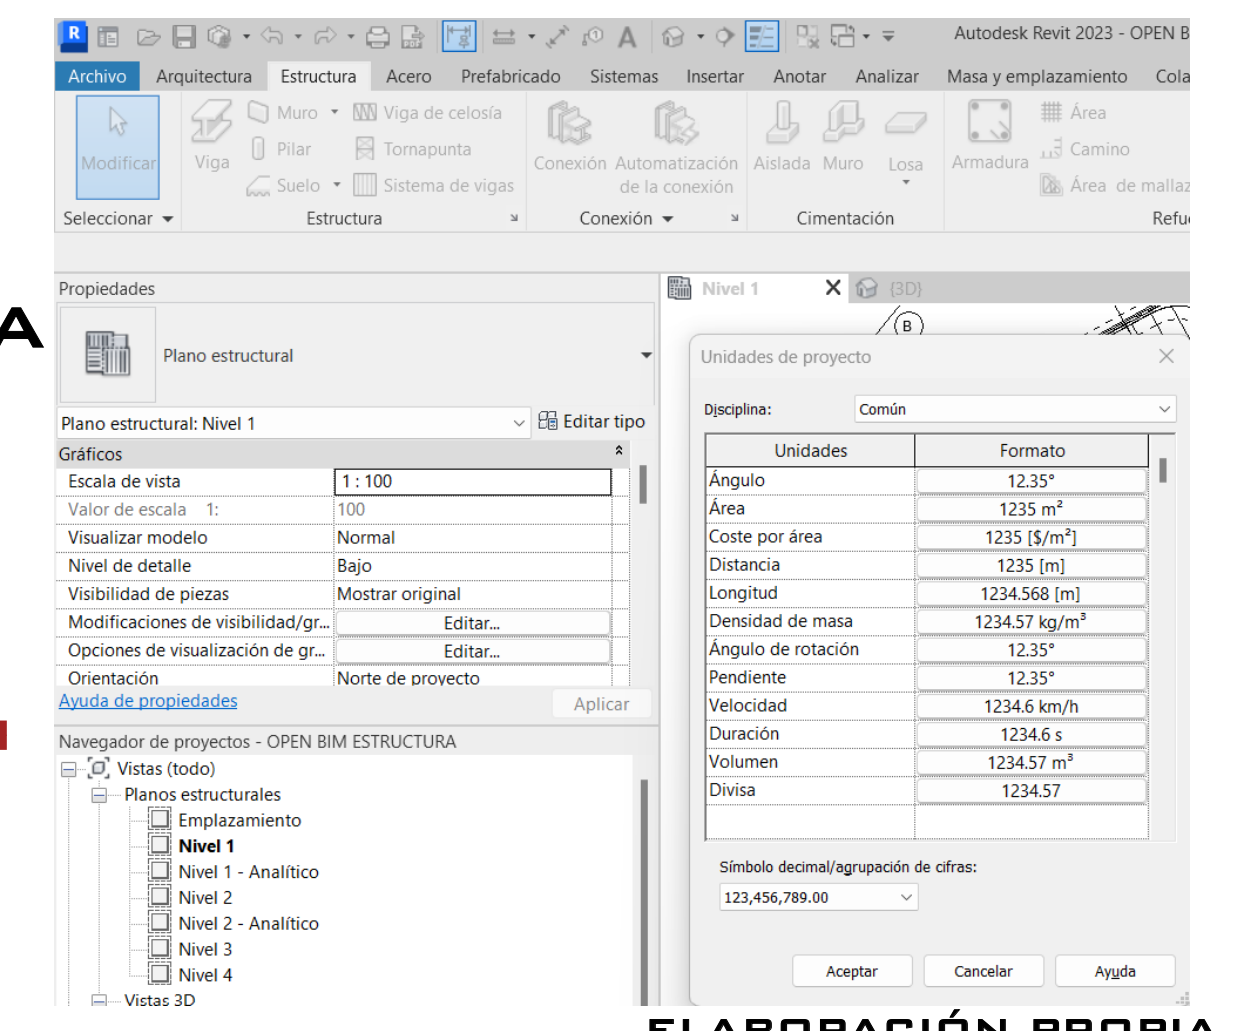 Autodesk Revit 2023 - OPEN B
Archivo Arquitectura Estructura Acero Prefabricado Sistemas Insertar Anotar Analizar Masa y emplazamiento Cola
Modificar
Viga
Muro
Pilar
Suelo
Viga de celosía
Tornapunta
Sistema de vigas
Conexión
Automatización
de la conexión
Aislada
Muro
Losa
Armadura
Área
Camino
Área de mallaz
Seleccionar
Estructura
Conexión
Cimentación
Refu
Propiedades
Nivel 1
{3D}
A
B
Plano estructural
Plano estructural: Nivel 1
Editar tipo
Gráficos
Escala de vista 1 : 100
Valor de escala 1: 100
Visualizar modelo Normal
Nivel de detalle Bajo
Visibilidad de piezas Mostrar original
Modificaciones de visibilidad/gr... Editar...
Opciones de visualización de gr... Editar...
Orientación Norte de proyecto
Ayuda de propiedades
Aplicar
Navegador de proyectos - OPEN BIM ESTRUCTURA
Vistas (todo)
Planos estructurales
Emplazamiento
Nivel 1
Nivel 1 - Analítico
Nivel 2
Nivel 2 - Analítico
Nivel 3
Nivel 4
Vistas 3D
Unidades de proyecto
Disciplina: Común
Unidades Formato
Ángulo 12.35°
Área 1235 m²
Coste por área 1235 [$/m²]
Distancia 1235 [m]
Longitud 1234.568 [m]
Densidad de masa 1234.57 kg/m³
Ángulo de rotación 12.35°
Pendiente 12.35°
Velocidad 1234.6 km/h
Duración 1234.6 s
Volumen 1234.57 m³
Divisa 1234.57
Símbolo decimal/agrupación de cifras:
123,456,789.00
Aceptar
Cancelar
Ayuda
ELABORACIÓN PROPIA